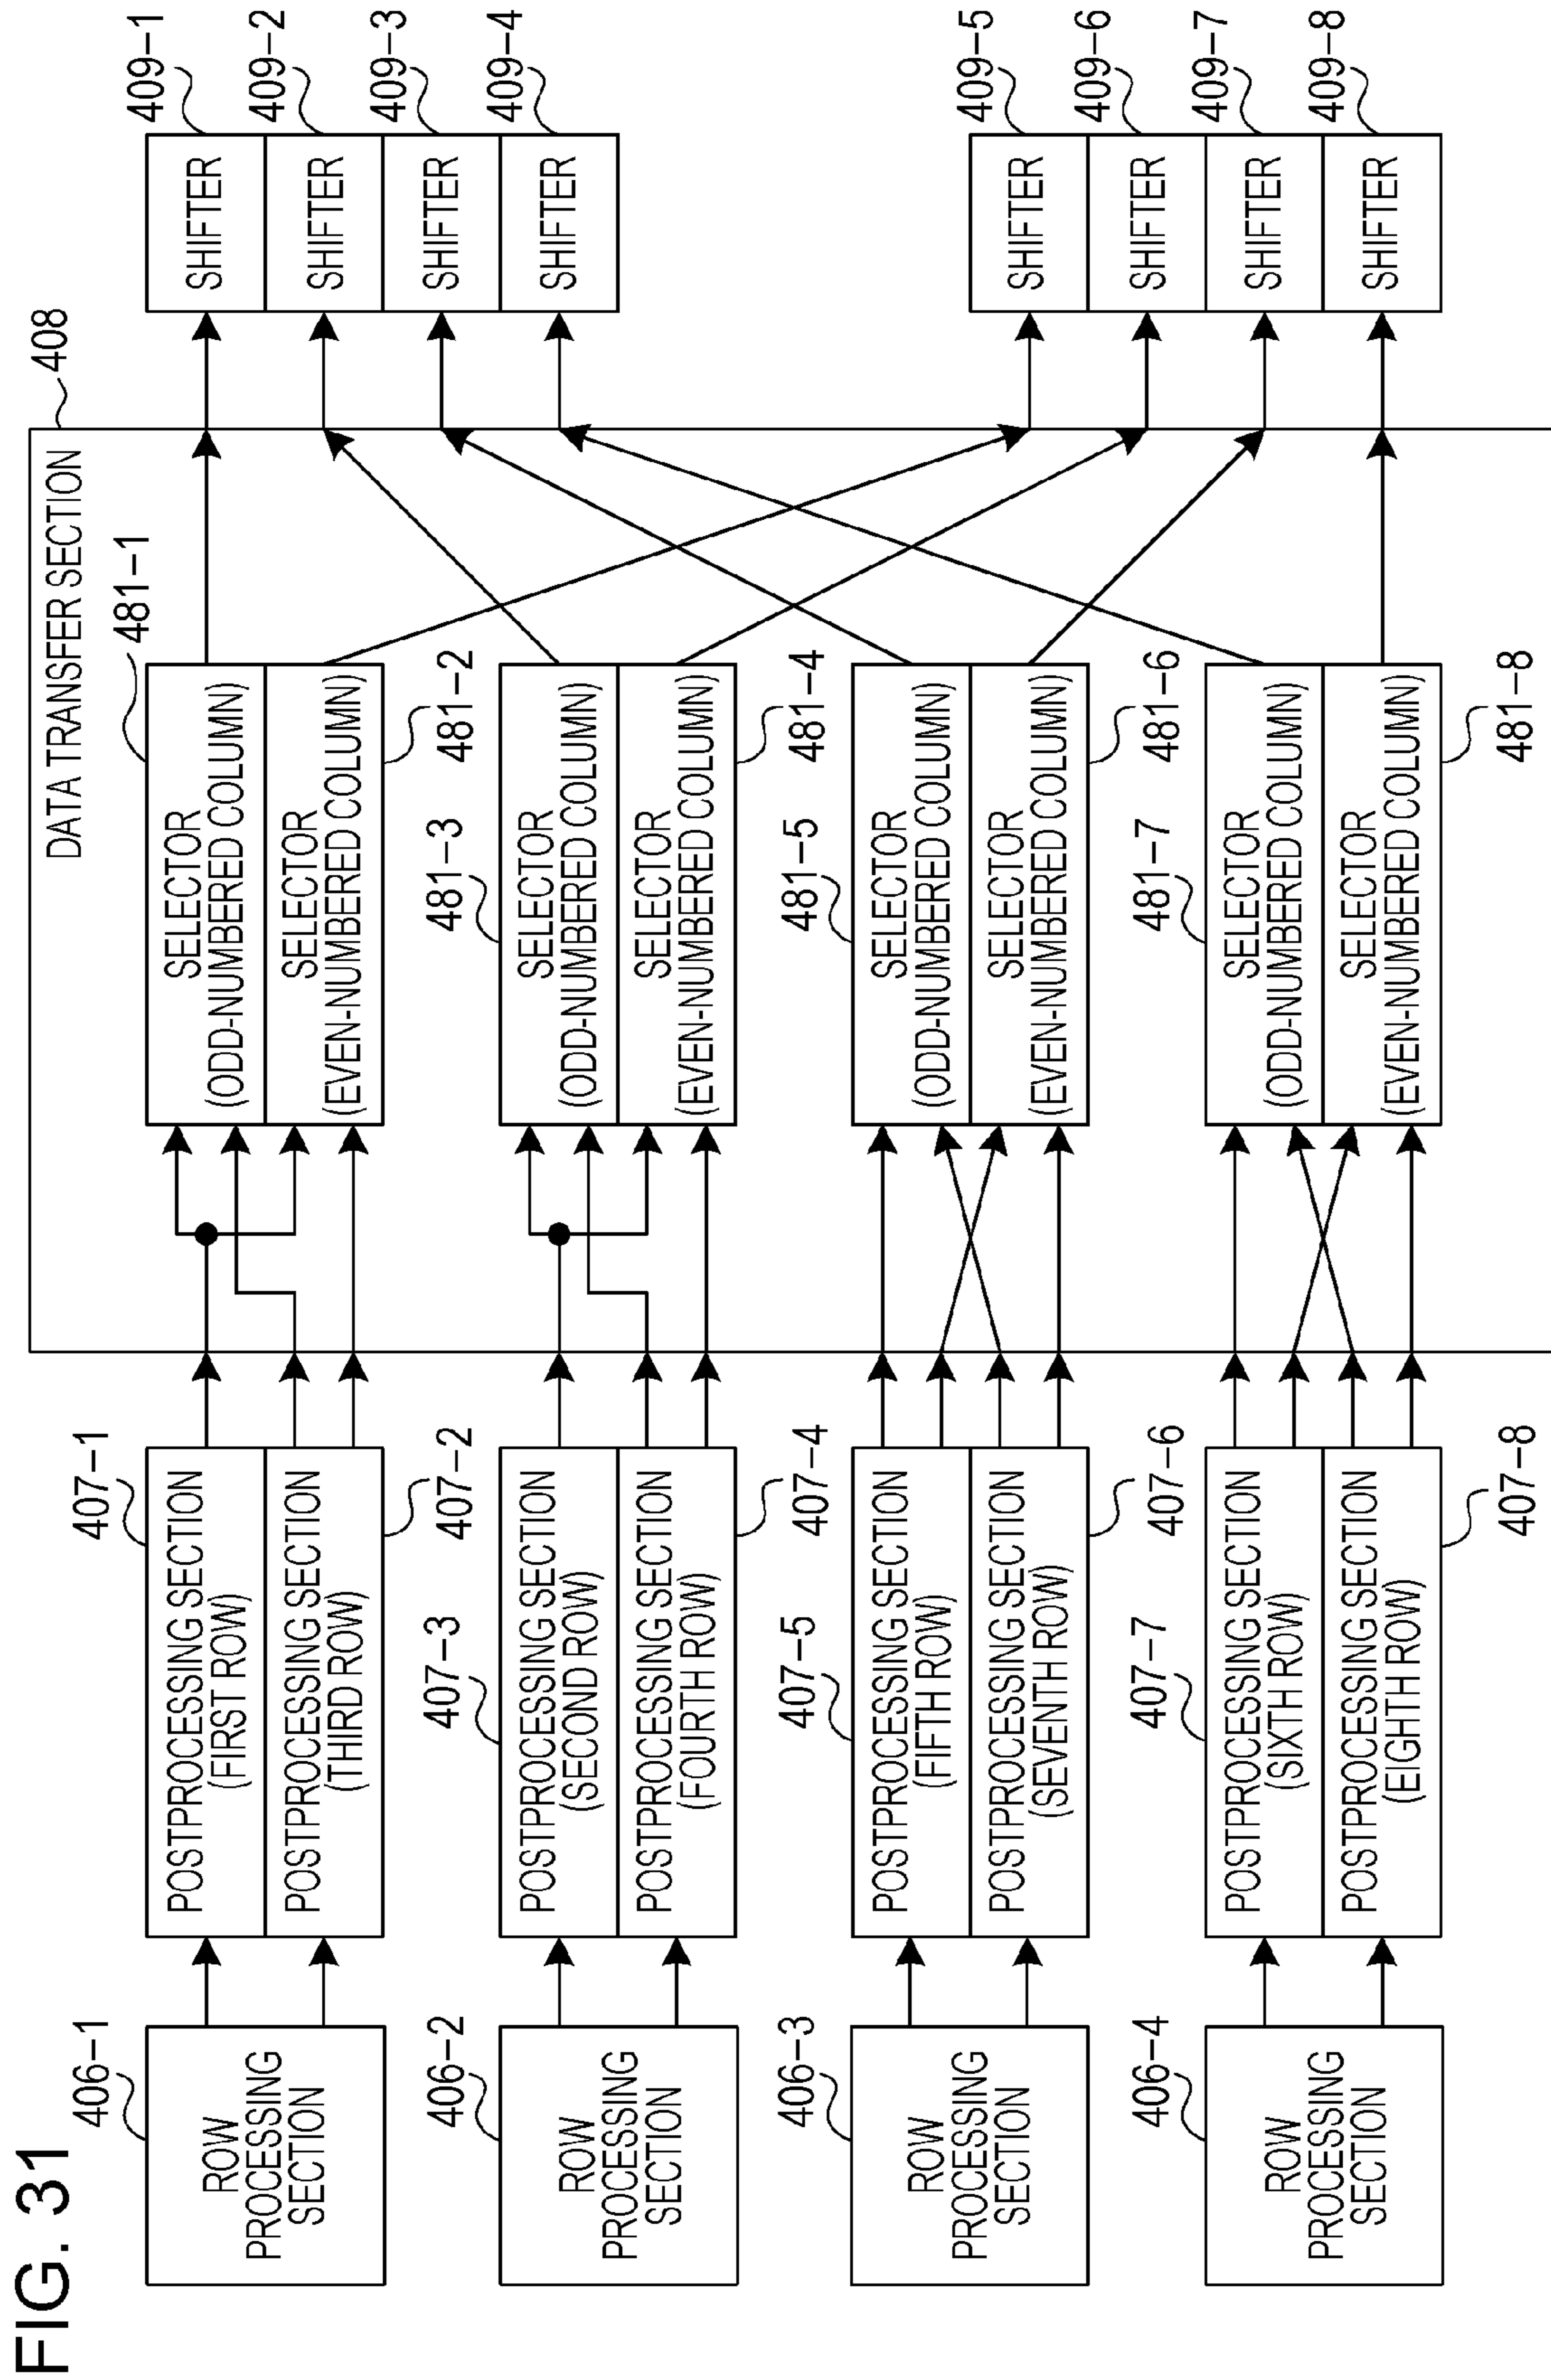 FIG. 31
406-1
ROW
PROCESSING
SECTION
406-2
ROW
PROCESSING
SECTION
406-3
ROW
PROCESSING
SECTION
406-4
ROW
PROCESSING
SECTION
407-1
POSTPROCESSING SECTION
(FIRST ROW)
POSTPROCESSING SECTION
(THIRD ROW)
407-2
407-3
POSTPROCESSING SECTION
(SECOND ROW)
POSTPROCESSING SECTION
(FOURTH ROW)
407-4
407-5
POSTPROCESSING SECTION
(FIFTH ROW)
POSTPROCESSING SECTION
(SEVENTH ROW)
407-6
407-7
POSTPROCESSING SECTION
(SIXTH ROW)
POSTPROCESSING SECTION
(EIGHTH ROW)
407-8
408
DATA TRANSFER SECTION
481-1
SELECTOR
(ODD-NUMBERED COLUMN)
SELECTOR
(EVEN-NUMBERED COLUMN)
481-2
481-3
SELECTOR
(ODD-NUMBERED COLUMN)
SELECTOR
(EVEN-NUMBERED COLUMN)
481-4
481-5
SELECTOR
(ODD-NUMBERED COLUMN)
SELECTOR
(EVEN-NUMBERED COLUMN)
481-6
481-7
SELECTOR
(ODD-NUMBERED COLUMN)
SELECTOR
(EVEN-NUMBERED COLUMN)
481-8
409-1
SHIFTER
409-2
SHIFTER
409-3
SHIFTER
409-4
SHIFTER
409-5
SHIFTER
409-6
SHIFTER
409-7
SHIFTER
409-8
SHIFTER